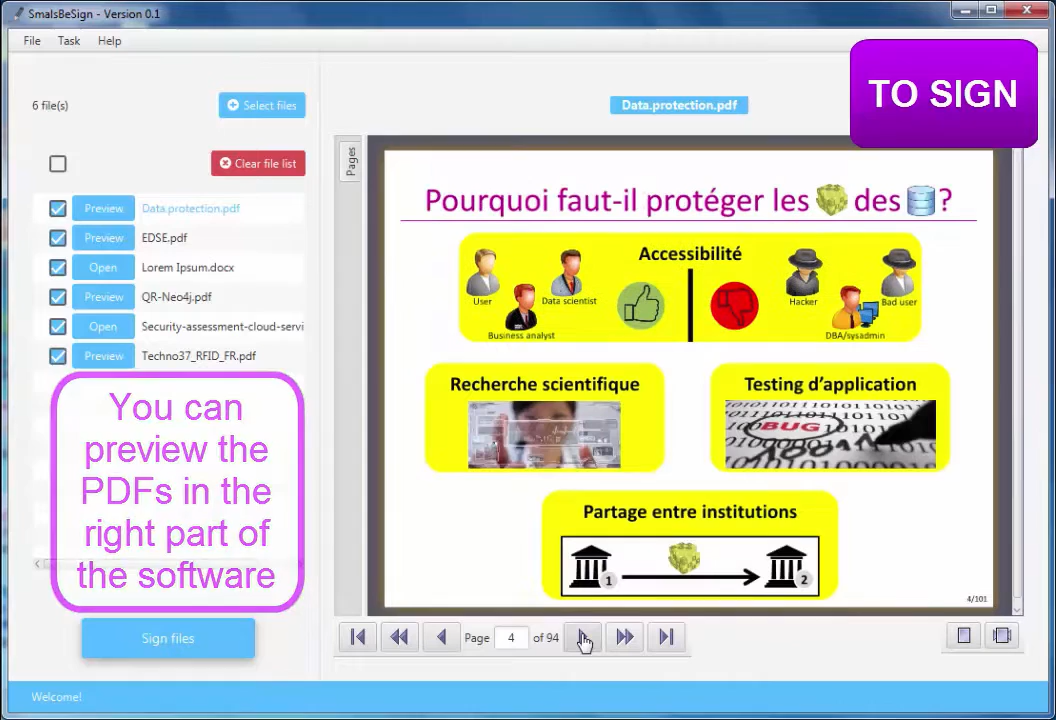 SmalsBeSign - Version 0.1
File Task Help
TO SIGN
6 file(s)
Select files
Data.protection.pdf
Clear file list
Pages
Preview Data.protection.pdf
Preview EDSE.pdf
Open Lorem Ipsum.docx
Preview QR-Neo4j.pdf
Open Security-assessment-cloud-servi
Preview Techno37_RFID_FR.pdf
You can
preview the
PDFs in the
right part of
the software
Sign files
Pourquoi faut-il protéger les des ?
Accessibilité
User
Data scientist
Business analyst
Hacker
Bad user
DBA/sysadmin
Recherche scientifique
Testing d'application
BUG
Partage entre institutions
1
2
4/101
Page 4 of 94
Welcome!